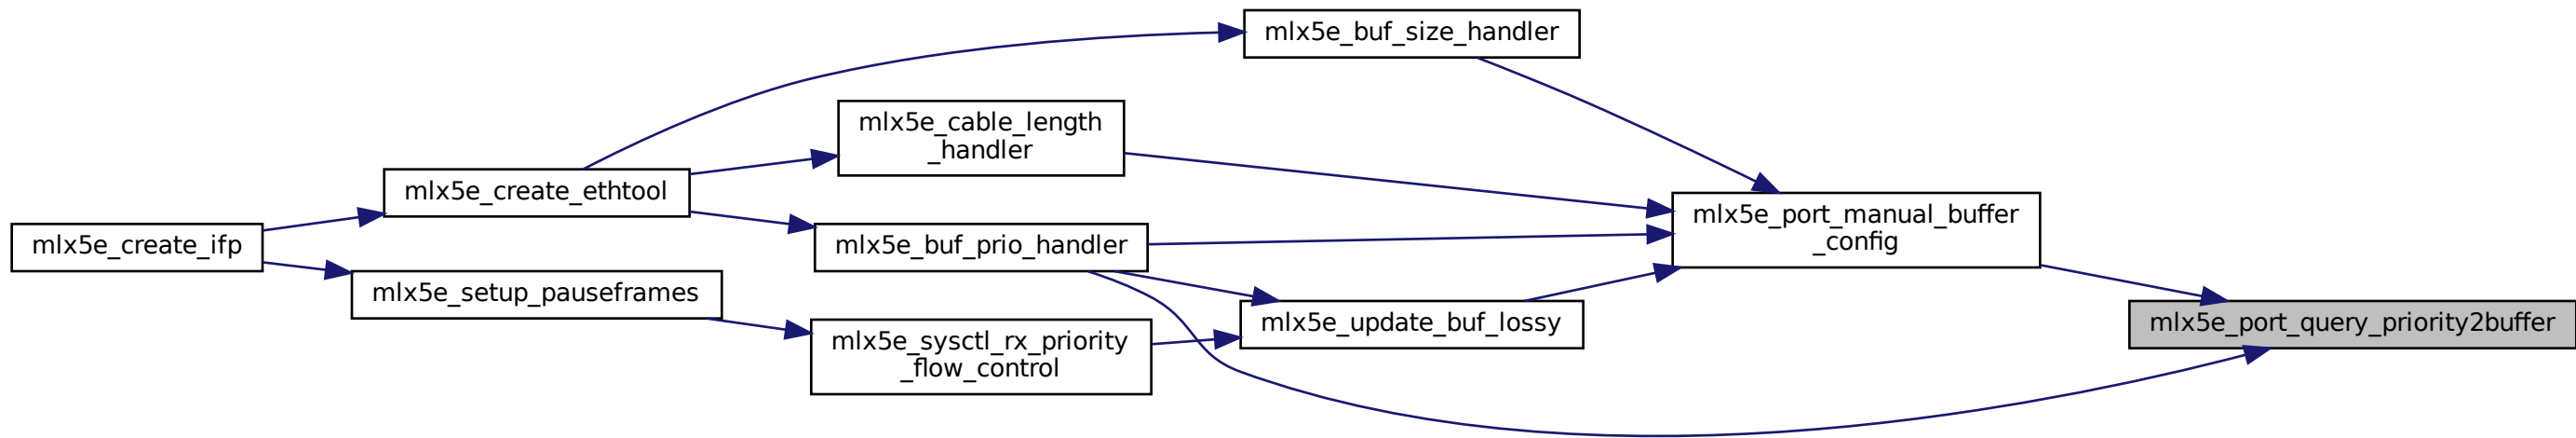 mlx5e_buf_size_handler
mlx5e_cable_length
_handler
mlx5e_create_ethtool
mlx5e_port_manual_buffer
_config
mlx5e_create_ifp
mlx5e_buf_prio_handler
mlx5e_setup_pauseframes
mlx5e_update_buf_lossy
mlx5e_port_query_priority2buffer
mlx5e_sysctl_rx_priority
_flow_control